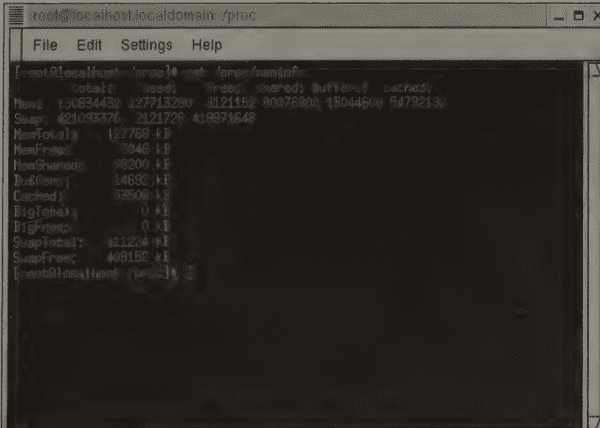 root@localhost.localdomain: /proc
File Edit Settings Help
[root@localhost /proc]# cat /proc/meminfo
total: used: free: shared: buffers: cached:
Mem: 130834432 127713280 3121152 80076800 15044608 54792192
Swap: 421093376 2121728 418971648
MemTotal: 127768 kB
MemFree: 3048 kB
MemShared: 78200 kB
Buffers: 14692 kB
Cached: 53508 kB
BigTotal: 0 kB
BigFree: 0 kB
SwapTotal: 411224 kB
SwapFree: 409152 kB
[root@localhost /proc]#